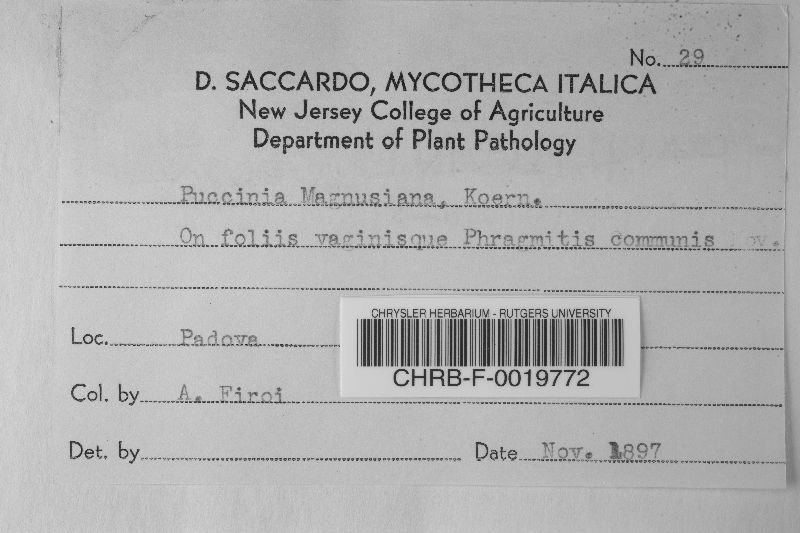 No. 29
D. SACCARDO, MYCOTHECA ITALICA
New Jersey College of Agriculture
Department of Plant Pathology
Puccinia Magnusiana, Koern.
On foliis vaginisque Phragmitis communis
CHRYSLER HERBARIUM - RUTGERS UNIVERSITY
Loc. Padova
CHRB-F-0019772
Col. by A. Firoi
Det. by
Date Nov. 1897